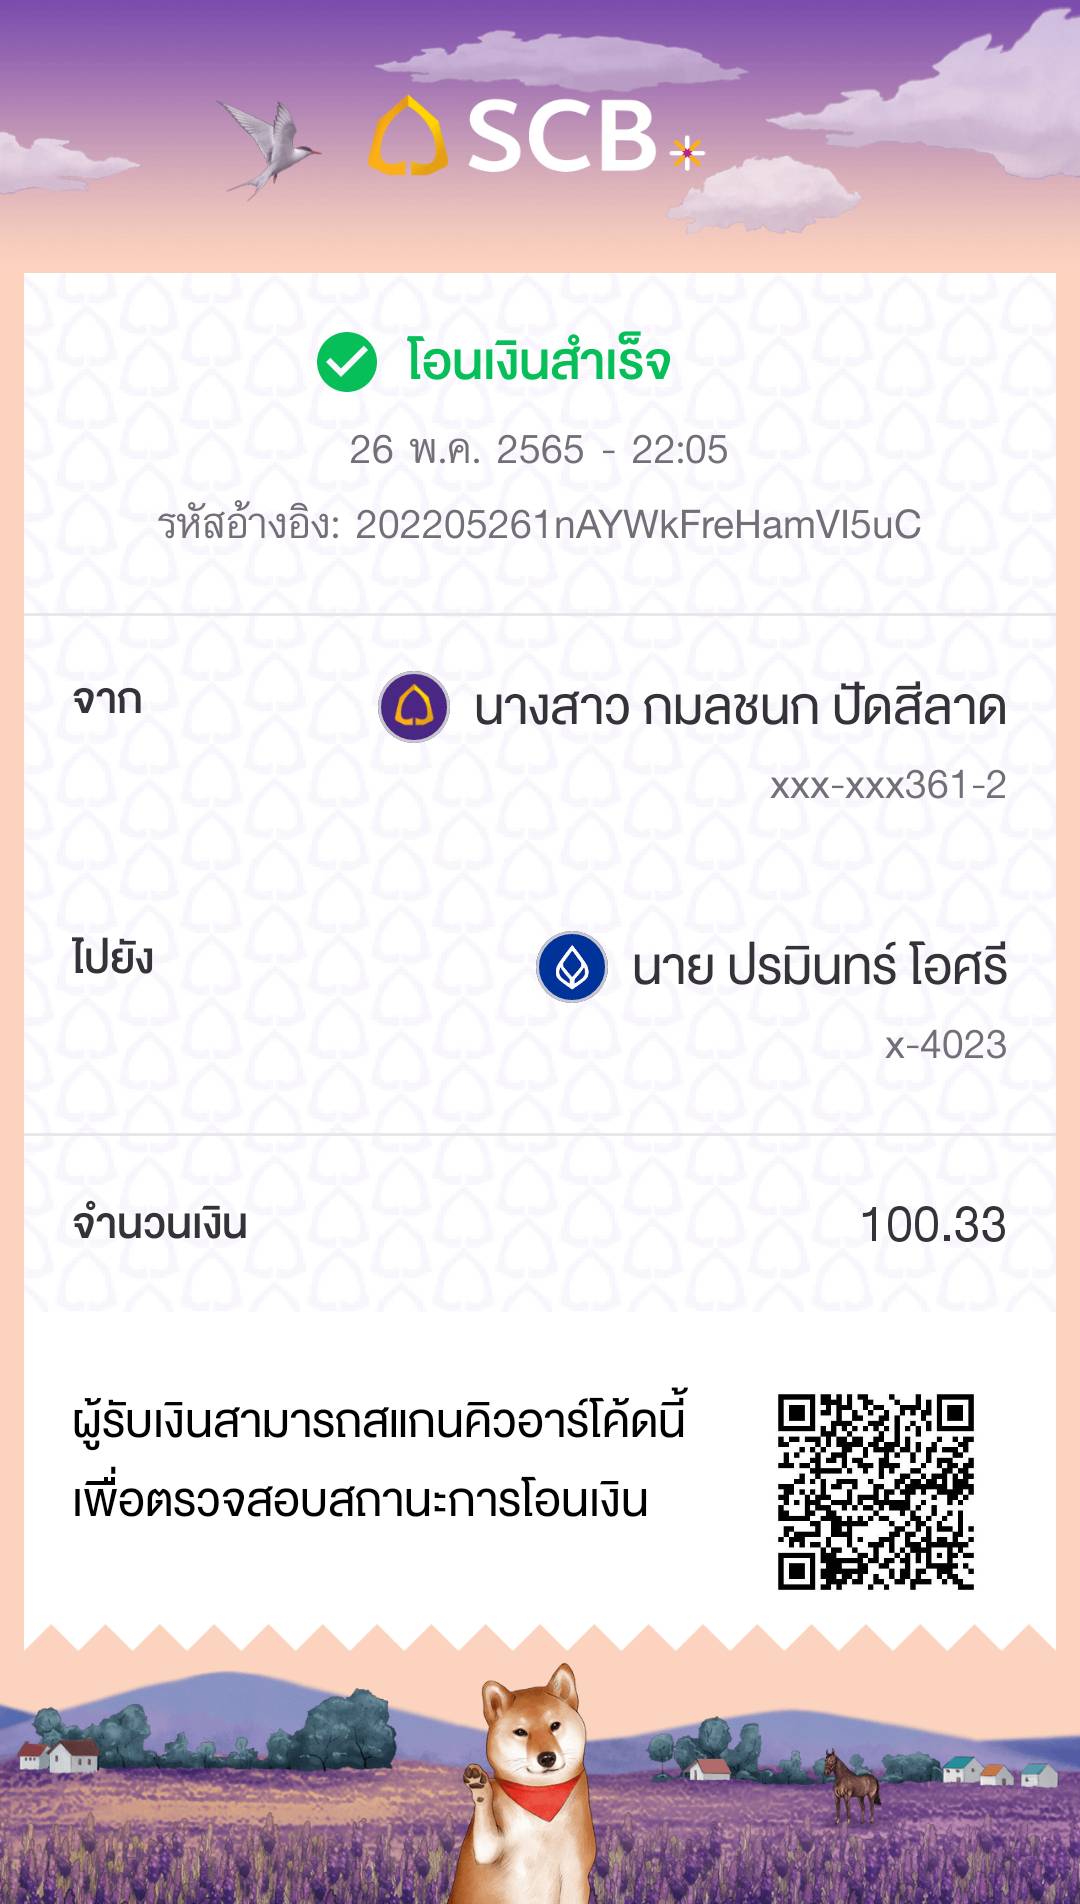 SCB
โอนเงินสำเร็จ
26 พ.ค. 2565 - 22:05
รหัสอ้างอิง: 202205261nAYWkFreHamVI5uC
จาก
นางสาว กมลชนก ปัดสีลาด
xxx-xxx361-2
ไปยัง
นาย ปรมินทร์ โอศรี
x-4023
จำนวนเงิน 100.33
ผู้รับเงินสามารถสแกนคิวอาร์โค้ดนี้
เพื่อตรวจสอบสถานะการโอนเงิน